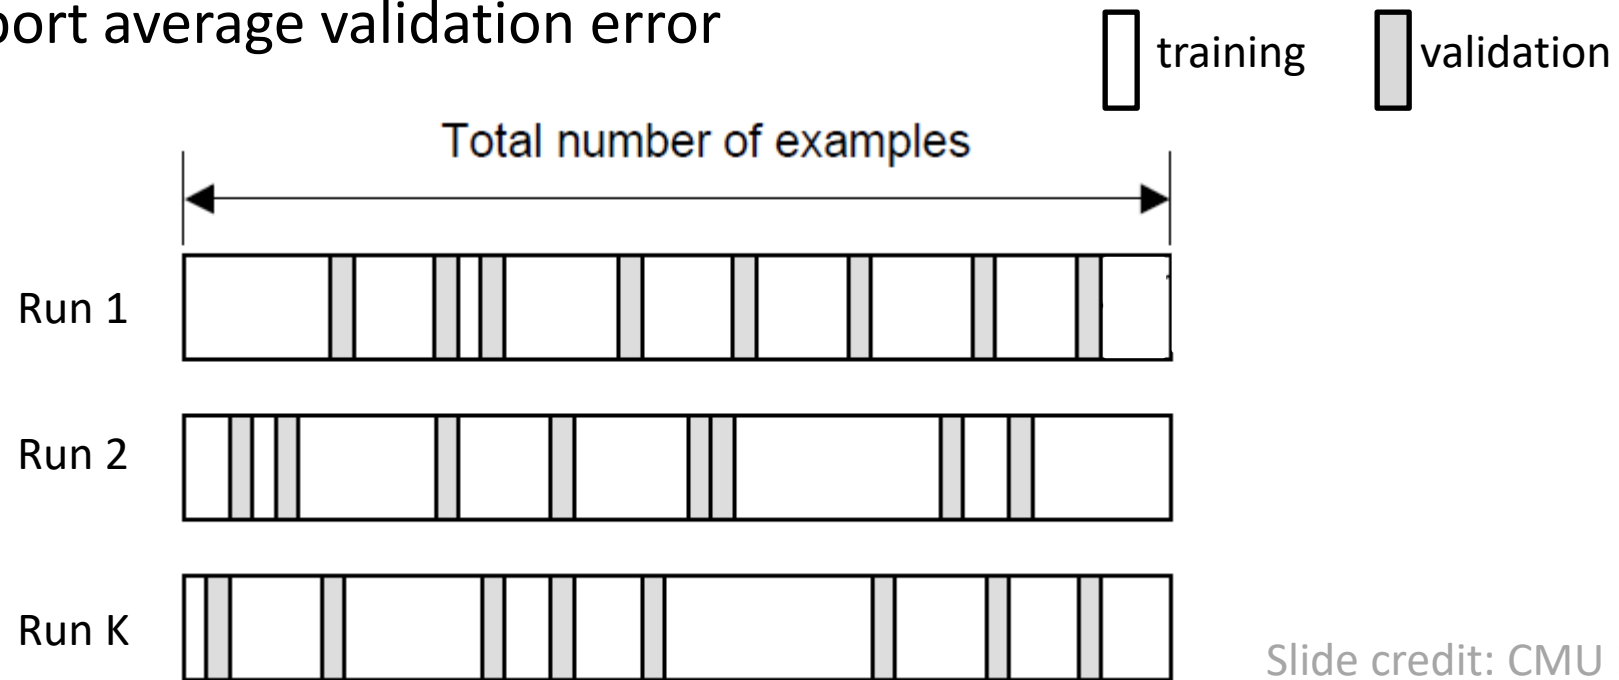 port average validation error
training
validation
Total number of examples
Run 1
Run 2
Run K
Slide credit: CMU